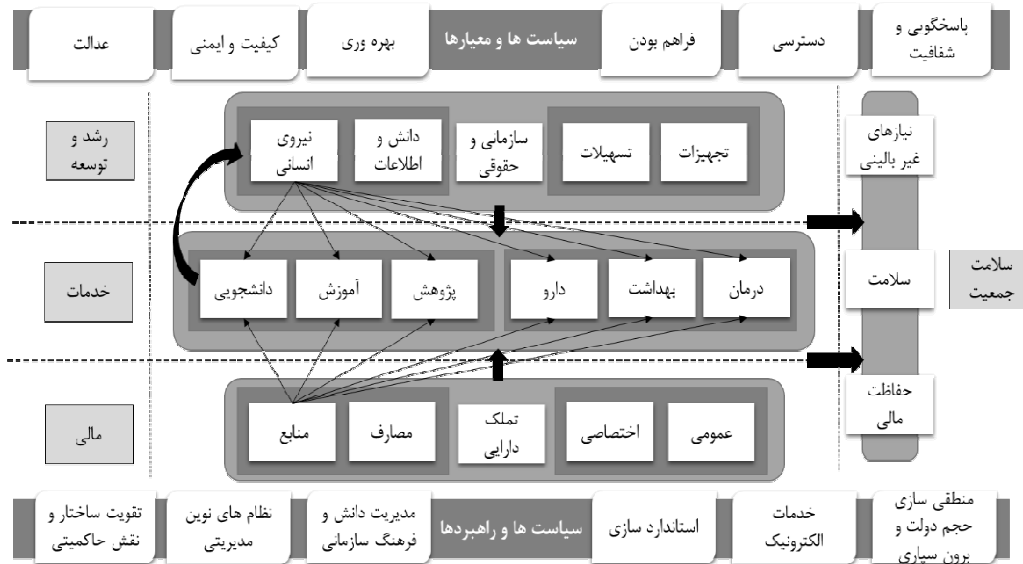 پاسخگویی و
شفافیت
دسترسی
فراهم بودن
سیاست ها و معیارها
بهره وری
کیفیت و ایمنی
عدالت
رشد و
توسعه
نیروی
انسانی
دانش و
اطلاعات
سازمانی و
حقوقی
تسهیلات
تجهیزات
نیازهای
غیر بالینی
خدمات
دانشجویی
آموزش
پژوهش
دارو
بهداشت
درمان
سلامت
سلامت
جمعیت
مالی
منابع
مصارف
تملک
دارایی
اختصاصی
عمومی
حفاظت
مالی
منطقی سازی
حجم دولت و
برون سپاری
خدمات
الکترونیک
استاندارد سازی
سیاست ها و راهبردها
مدیریت دانش و
فرهنگ سازمانی
نظام های نوین
مدیریتی
تقویت ساختار و
نقش حاکمیتی